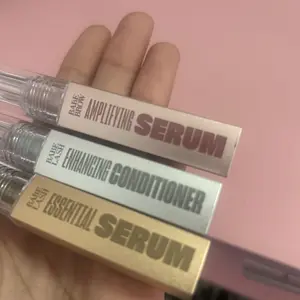 BABE
BROW
AMPLIFYING SERUM
BABE
LASH
ENHANCING CONDITIONER
BABE
LASH
ESSENTIAL SERUM